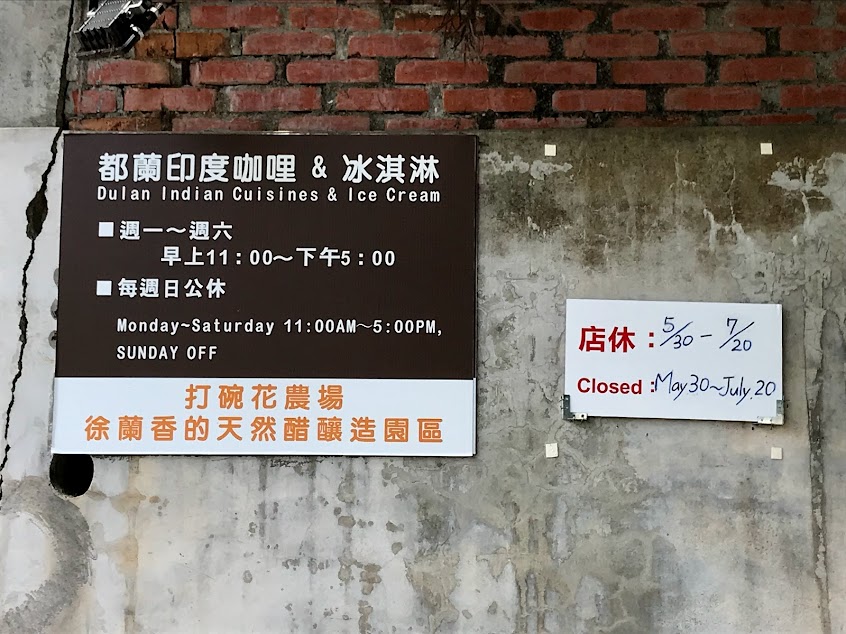 都蘭印度咖哩 & 冰淇淋
Dulan Indian Cuisines & Ice Cream
■週一～週六
早上11：00～下午5：00
■每週日公休
Monday~Saturday 11:00AM～5:00PM,
SUNDAY OFF
打碗花農場
徐蘭香的天然醋釀造園區
店休：5/30 - 7/20
Closed：May 30～July.20